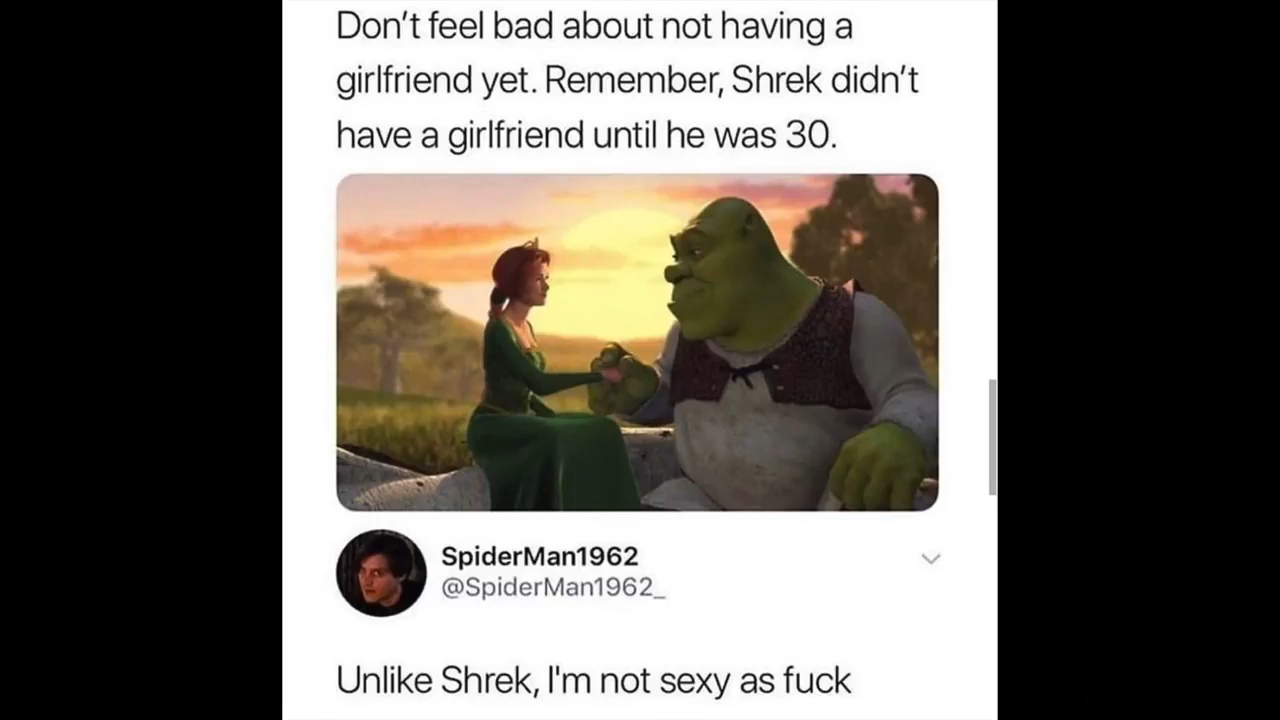 Don't feel bad about not having a
girlfriend yet. Remember, Shrek didn't
have a girlfriend until he was 30.
SpiderMan1962
@SpiderMan1962_
Unlike Shrek, I'm not sexy as fuck